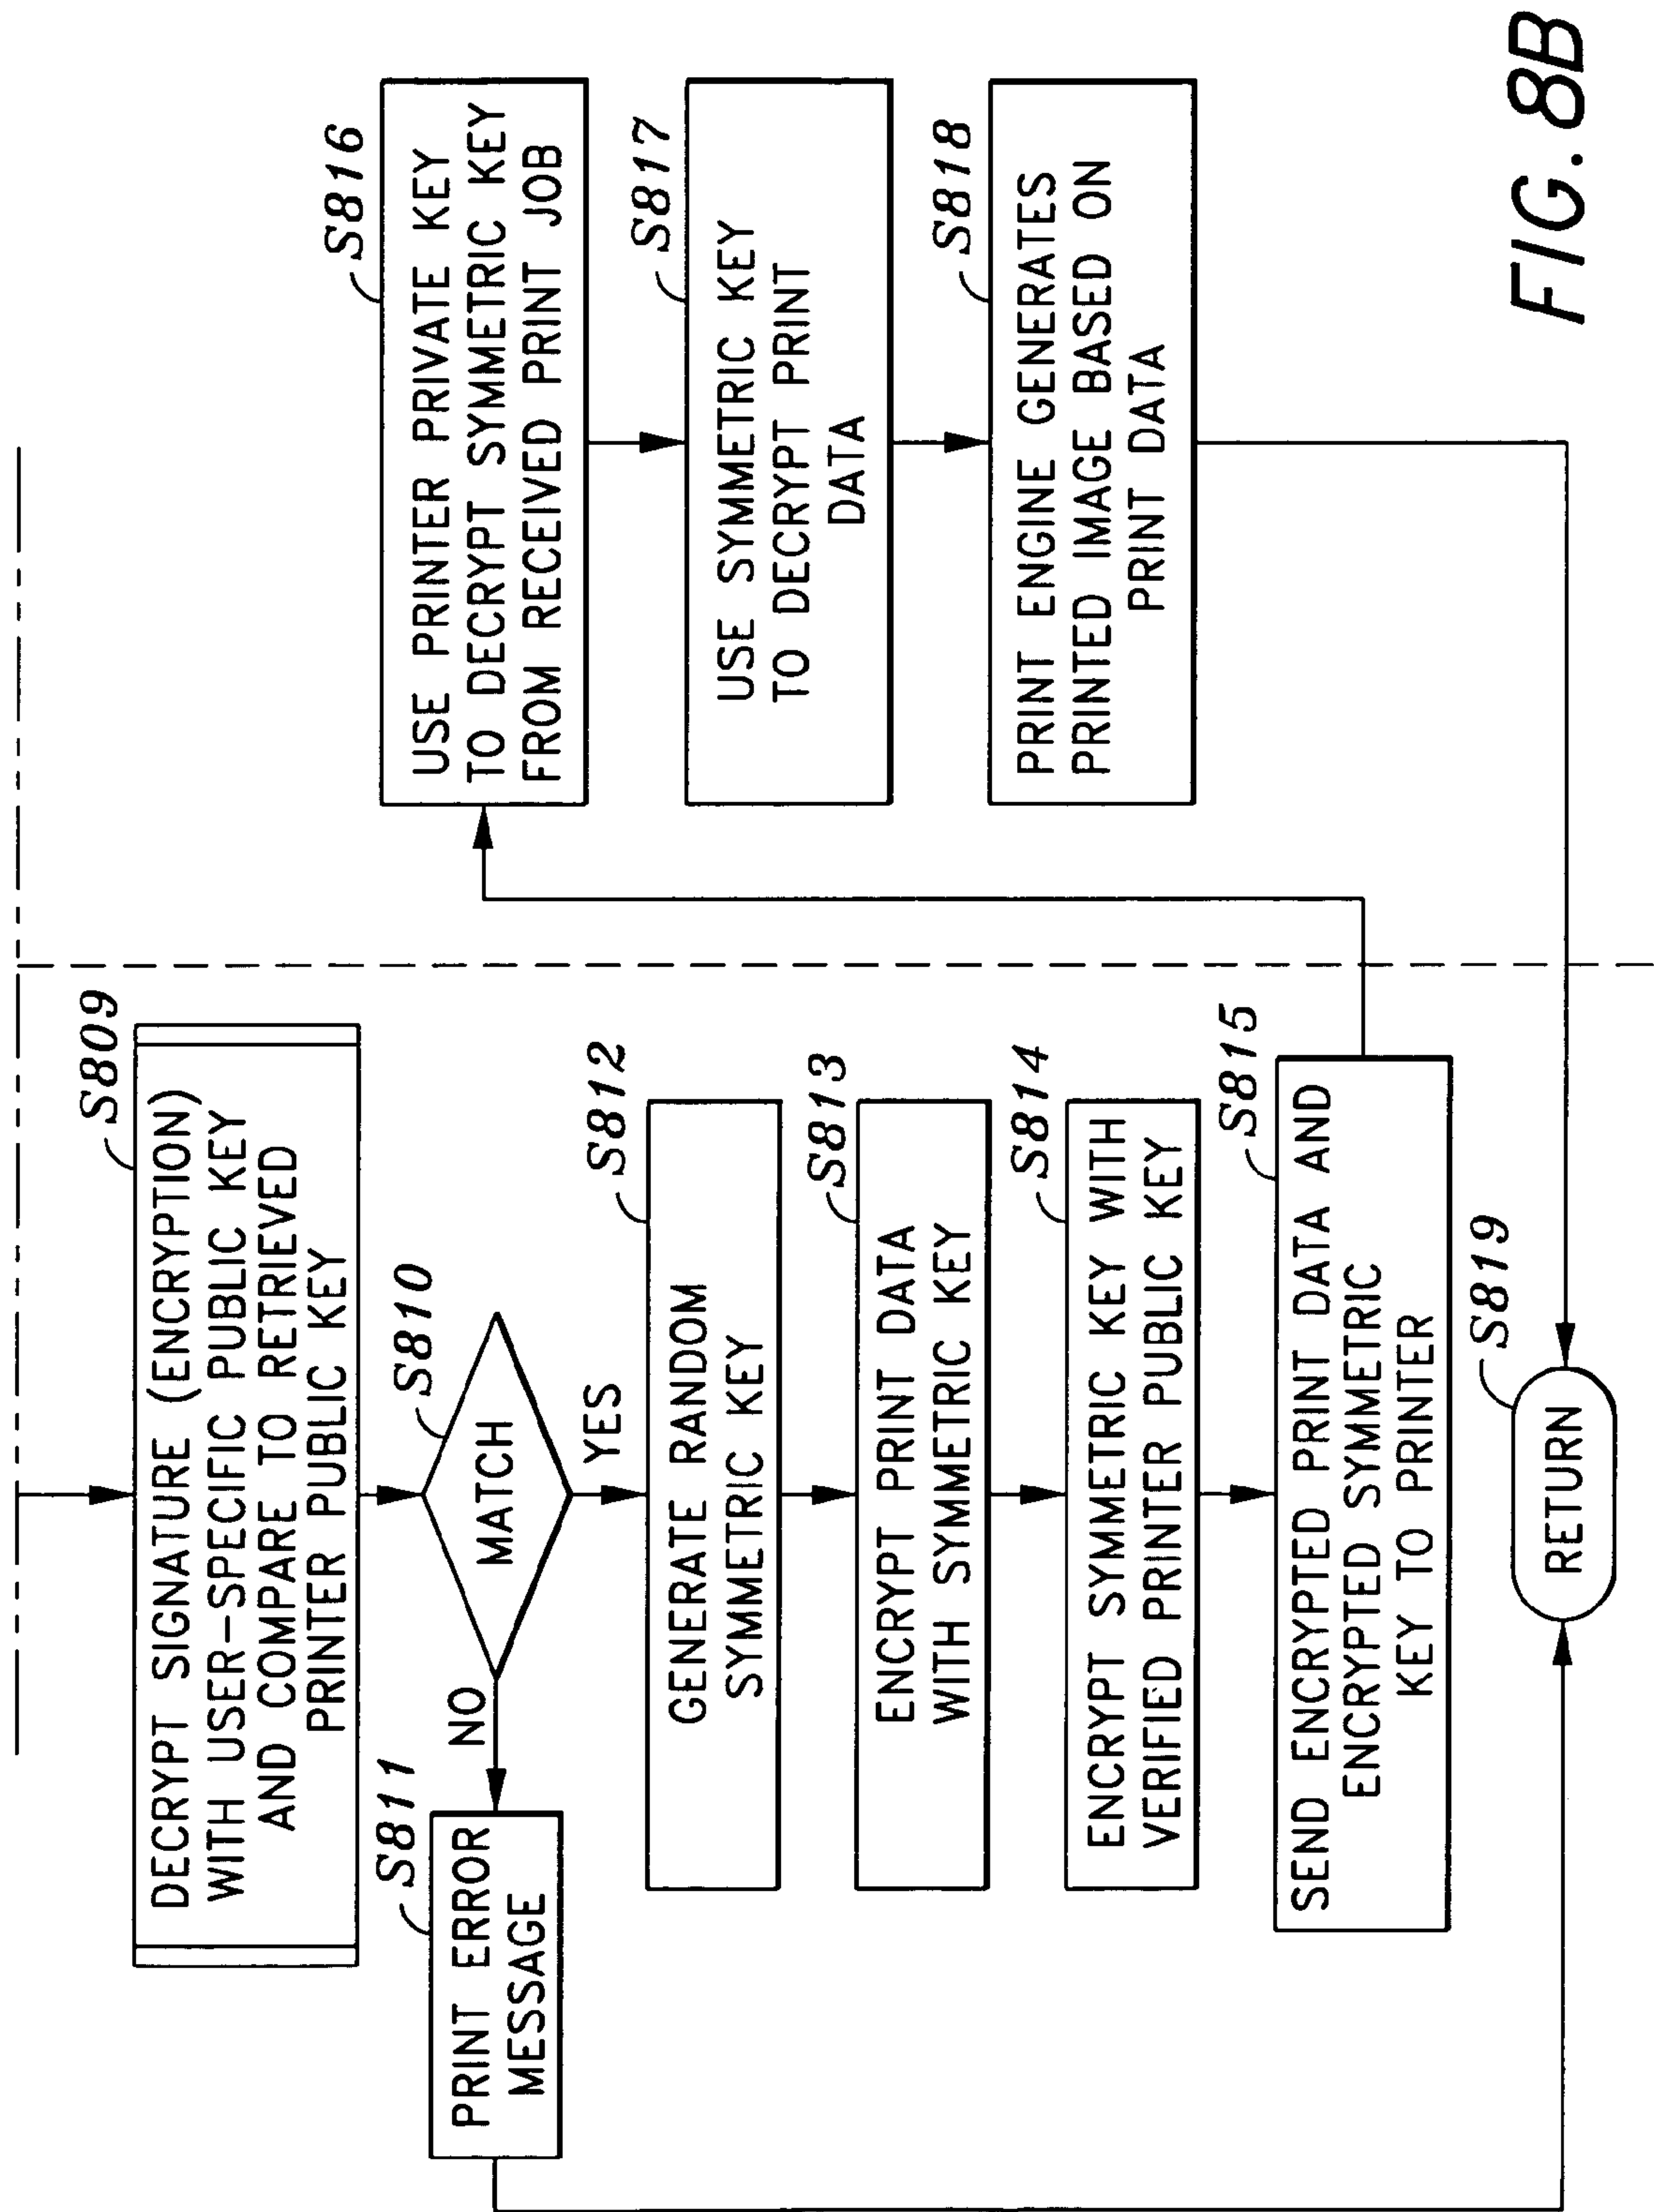 S809
DECRYPT SIGNATURE (ENCRYPTION)
WITH USER-SPECIFIC PUBLIC KEY
AND COMPARE TO RETRIEVED
PRINTER PUBLIC KEY
S810
MATCH
NO
YES
S811
PRINT ERROR
MESSAGE
S812
GENERATE RANDOM
SYMMETRIC KEY
S813
ENCRYPT PRINT DATA
WITH SYMMETRIC KEY
S814
ENCRYPT SYMMETRIC KEY WITH
VERIFIED PRINTER PUBLIC KEY
S815
SEND ENCRYPTED PRINT DATA AND
ENCRYPTED SYMMETRIC
KEY TO PRINTER
S816
USE PRINTER PRIVATE KEY
TO DECRYPT SYMMETRIC KEY
FROM RECEIVED PRINT JOB
S817
USE SYMMETRIC KEY
TO DECRYPT PRINT
DATA
S818
PRINT ENGINE GENERATES
PRINTED IMAGE BASED ON
PRINT DATA
S819
RETURN
FIG. 8B